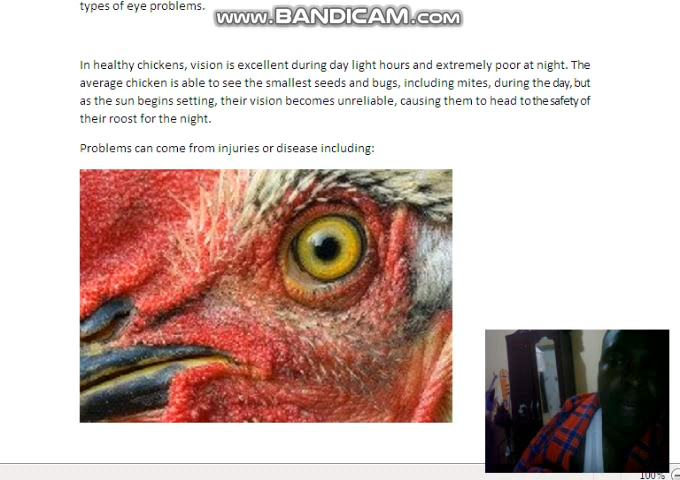 types of eye problems.
www.BANDICAM.com
In healthy chickens, vision is excellent during day light hours and extremely poor at night. The
average chicken is able to see the smallest seeds and bugs, including mites, during the day, but
as the sun begins setting, their vision becomes unreliable, causing them to head to the safety of
their roost for the night.
Problems can come from injuries or disease including:
100%